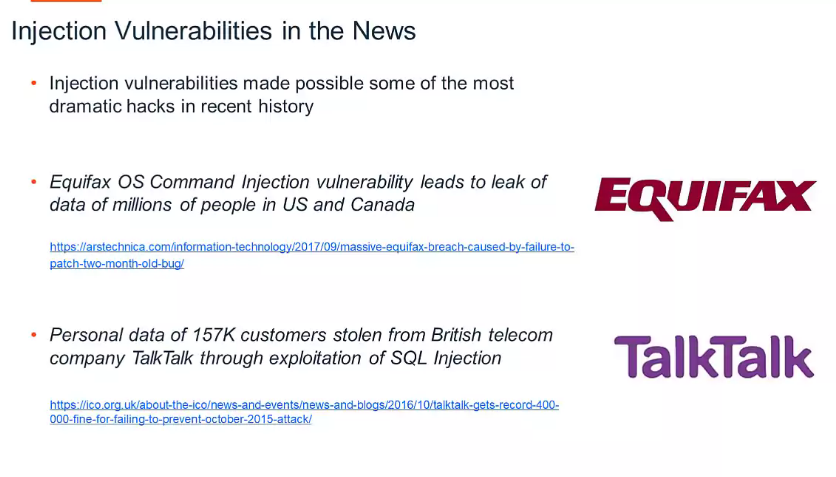 Injection Vulnerabilities in the News
• Injection vulnerabilities made possible some of the most
dramatic hacks in recent history
• Equifax OS Command Injection vulnerability leads to leak of
data of millions of people in US and Canada
EQUIFAX
https://arstechnica.com/information-technology/2017/09/massive-equifax-breach-caused-by-failure-to-
patch-two-month-old-bug/
• Personal data of 157K customers stolen from British telecom
company TalkTalk through exploitation of SQL Injection
TalkTalk
https://ico.org.uk/about-the-ico/news-and-events/news-and-blogs/2016/10/talktalk-gets-record-400-
000-fine-for-failing-to-prevent-october-2015-attack/